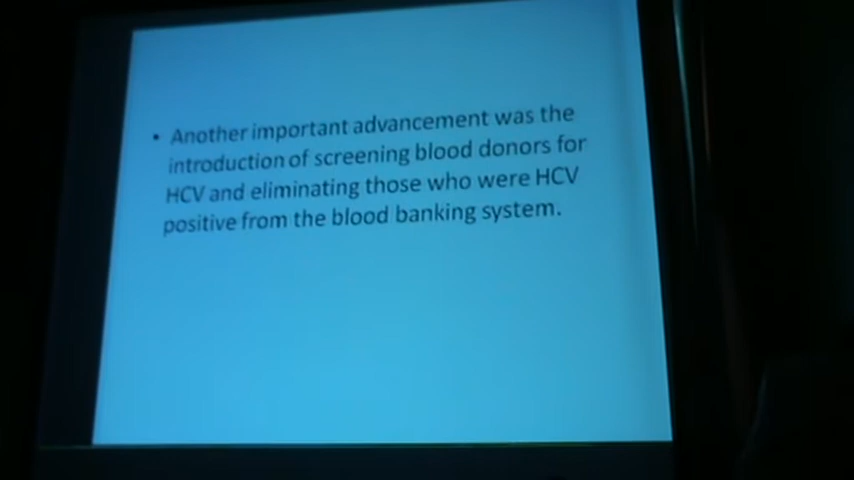 • Another important advancement was the
introduction of screening blood donors for
HCV and eliminating those who were HCV
positive from the blood banking system.